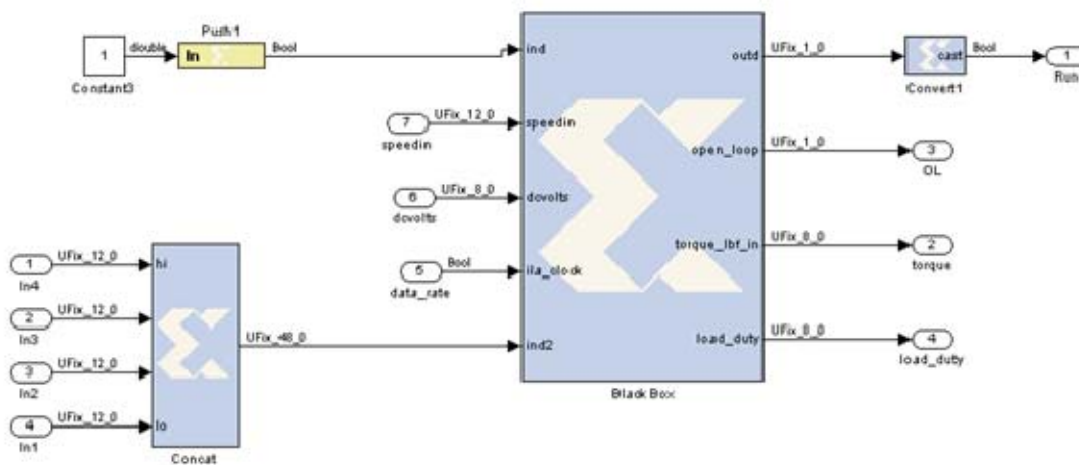 Push1
1
double
In
Bool
Constant3
ind
outd
UFix_1_0
cast
Bool
1
Convert1
Run
7
UFix_12_0
speedin
speedin
open_loop
UFix_1_0
3
OL
6
UFix_8_0
dcvolts
dcvolts
torque_lbf_in
UFix_8_0
2
torque
5
Bool
data_rate
ila_clock
1
UFix_12_0
hi
In4
2
UFix_12_0
In3
UFix_48_0
ind2
load_duty
UFix_8_0
4
load_duty
3
UFix_12_0
In2
Black Box
4
UFix_12_0
lo
In1
Concat